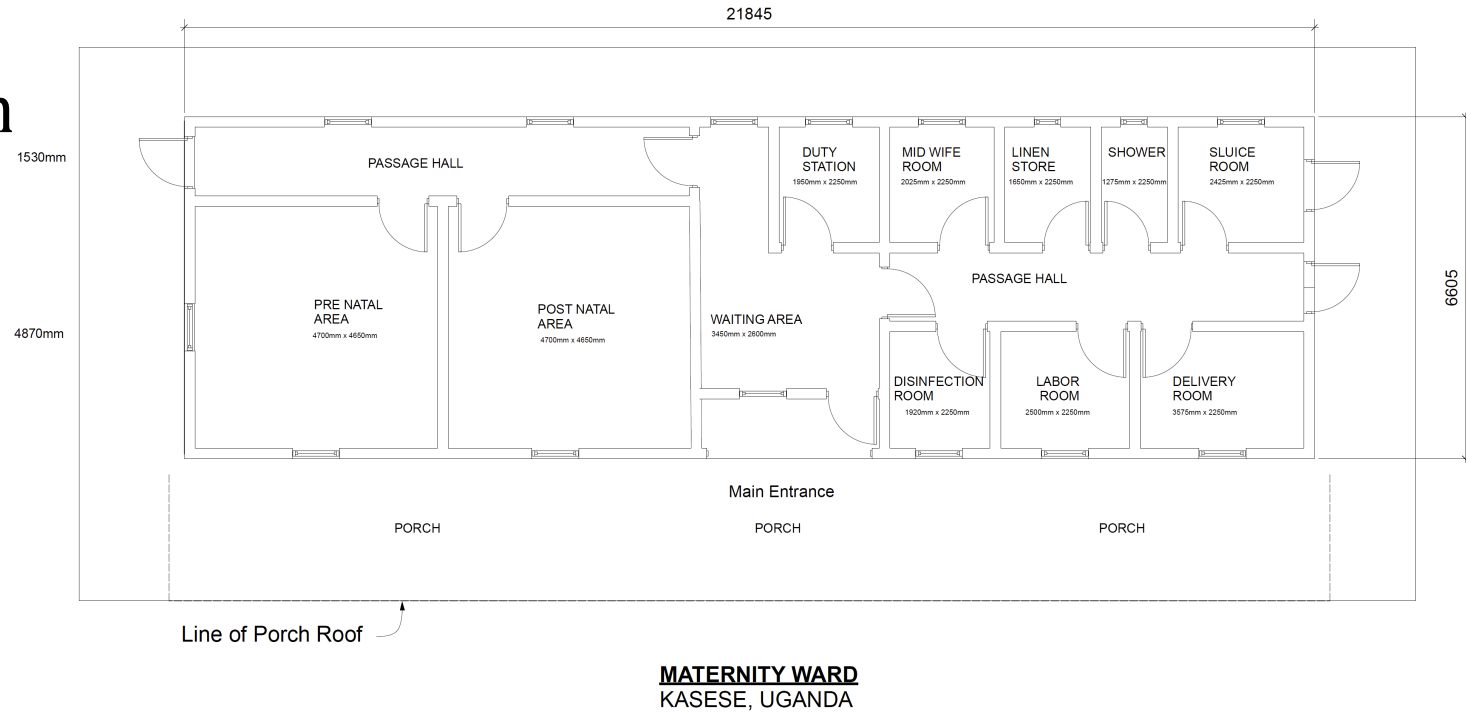 21845
n
1530mm
PASSAGE HALL
DUTY
STATION
1950mm x 2250mm
MID WIFE
ROOM
2025mm x 2250mm
LINEN
STORE
1650mm x 2250mm
SHOWER
1275mm x 2250mm
SLUICE
ROOM
2425mm x 2250mm
6605
4870mm
PRE NATAL
AREA
4700mm x 4650mm
POST NATAL
AREA
4700mm x 4650mm
WAITING AREA
3450mm x 2600mm
PASSAGE HALL
DISINFECTION
ROOM
1920mm x 2250mm
LABOR
ROOM
2500mm x 2250mm
DELIVERY
ROOM
3575mm x 2250mm
Main Entrance
PORCH
PORCH
PORCH
Line of Porch Roof
MATERNITY WARD
KASESE, UGANDA